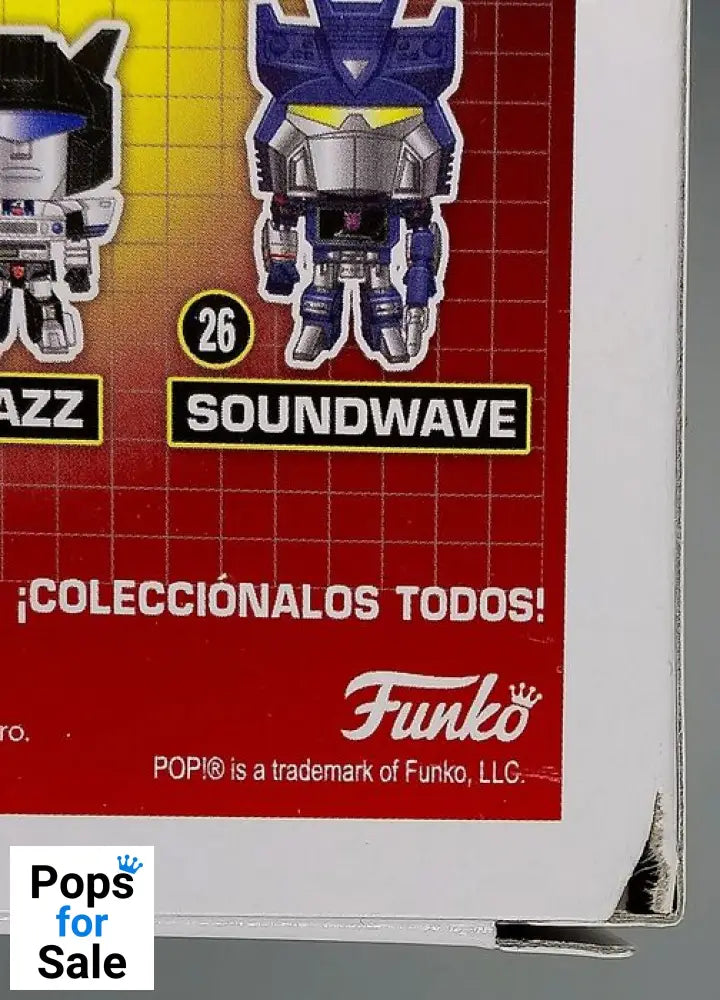 26
AZZ
SOUNDWAVE
¡COLECCIÓNALOS TODOS!
Funko
ro.
POP!® is a trademark of Funko, LLC.
Pops
for
Sale